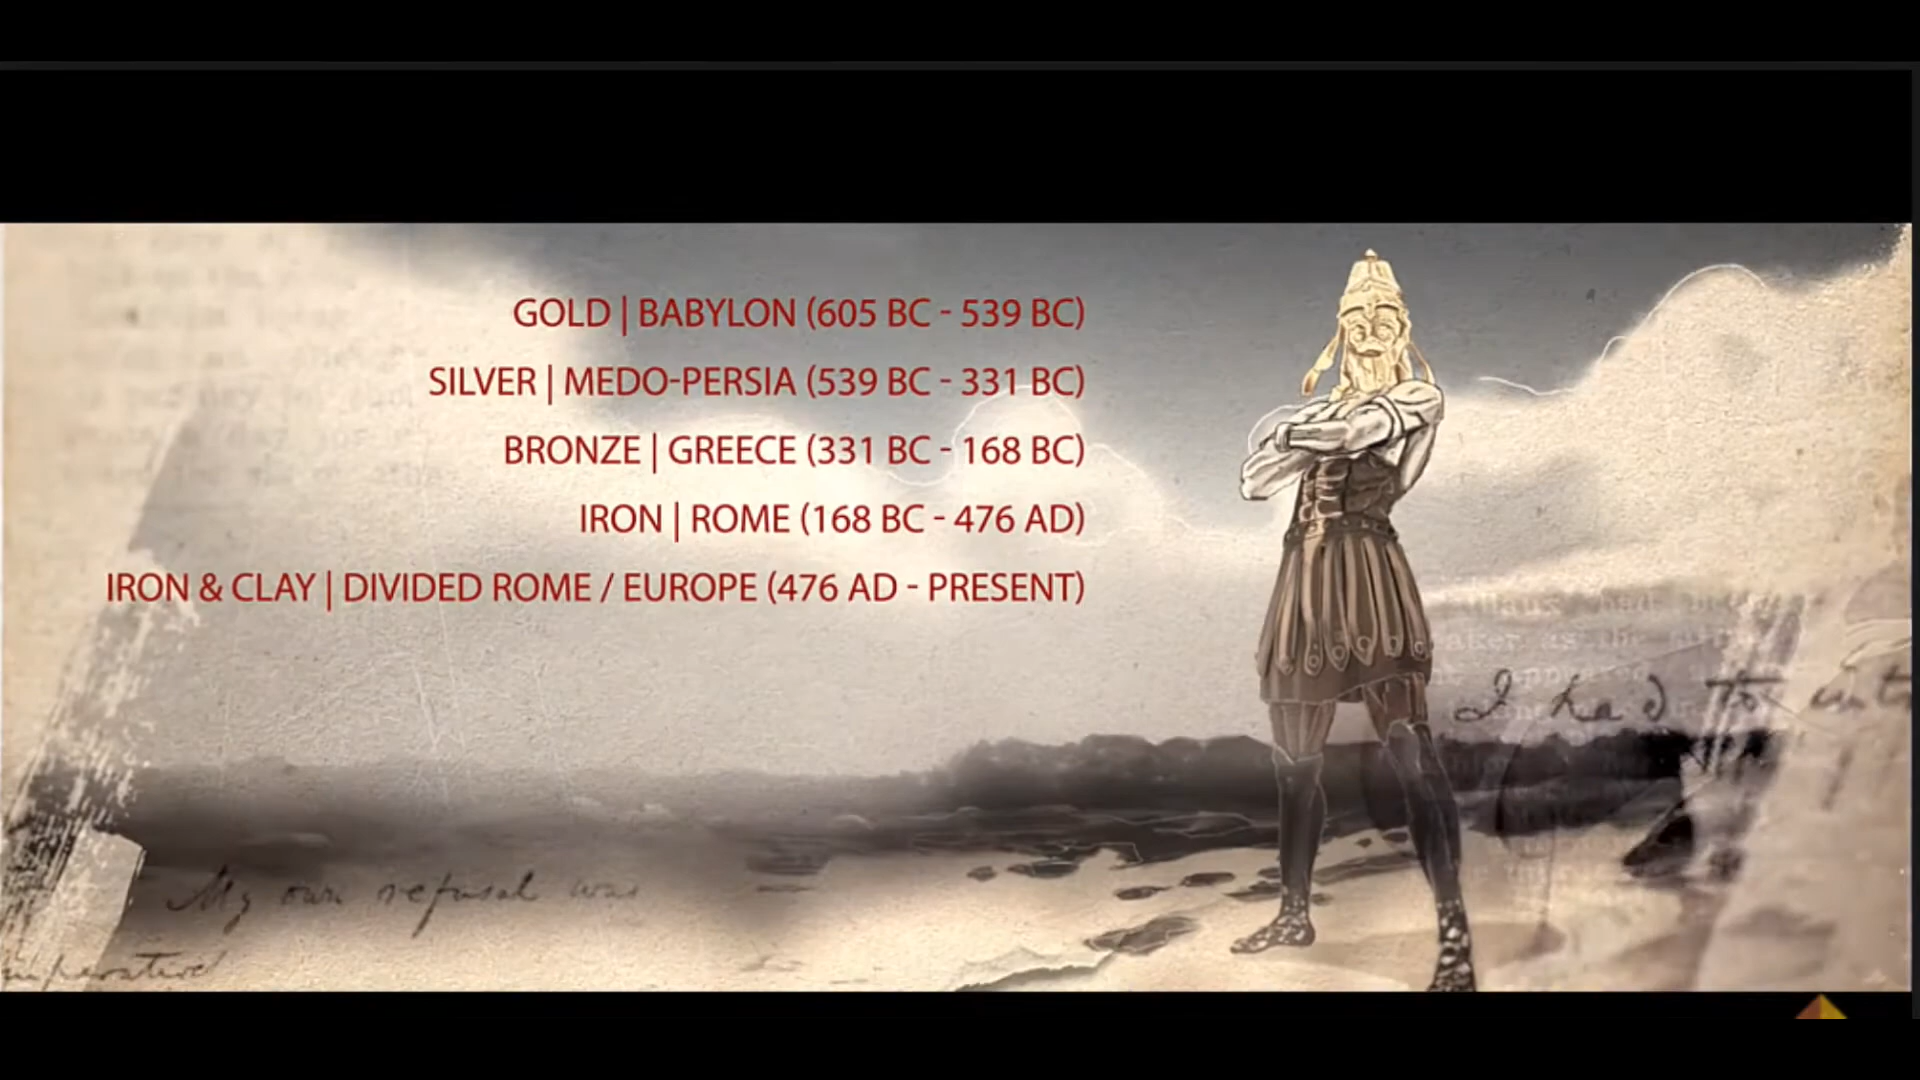 GOLD | BABYLON (605 BC - 539 BC)
SILVER | MEDO-PERSIA (539 BC - 331 BC)
BRONZE | GREECE (331 BC - 168 BC)
IRON | ROME (168 BC - 476 AD)
IRON & CLAY | DIVIDED ROME / EUROPE (476 AD - PRESENT)
I had
My own refusal was